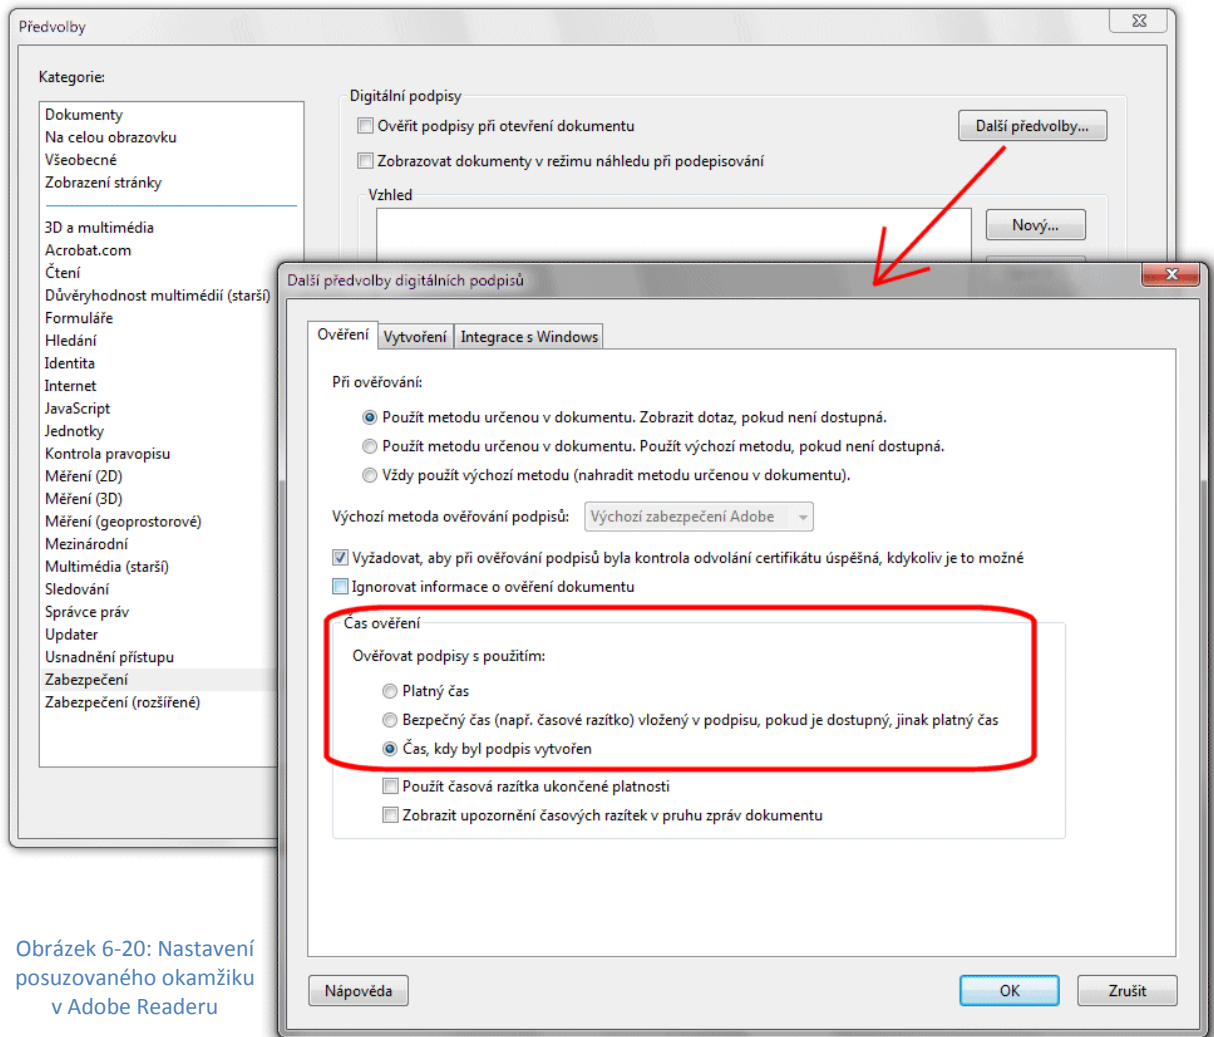 Předvolby
Kategorie:
Dokumenty
Na celou obrazovku
Všeobecné
Zobrazení stránky
3D a multimédia
Acrobat.com
Čtení
Důvěryhodnost multimédií (starší)
Formuláře
Hledání
Identita
Internet
JavaScript
Jednotky
Kontrola pravopisu
Měření (2D)
Měření (3D)
Měření (geoprostorové)
Mezinárodní
Multimédia (starší)
Sledování
Správce práv
Updater
Usnadnění přístupu
Zabezpečení
Zabezpečení (rozšířené)
Digitální podpisy
Ověřit podpisy při otevření dokumentu
Další předvolby...
Zobrazovat dokumenty v režimu náhledu při podepisování
Vzhled
Nový...
Další předvolby digitálních podpisů
Ověření
Vytvoření
Integrace s Windows
Při ověřování:
Použít metodu určenou v dokumentu. Zobrazit dotaz, pokud není dostupná.
Použít metodu určenou v dokumentu. Použít výchozí metodu, pokud není dostupná.
Vždy použít výchozí metodu (nahradit metodu určenou v dokumentu).
Výchozí metoda ověřování podpisů:
Výchozí zabezpečení Adobe
Vyžadovat, aby při ověřování podpisů byla kontrola odvolání certifikátu úspěšná, kdykoliv je to možné
Ignorovat informace o ověření dokumentu
Čas ověření
Ověřovat podpisy s použitím:
Platný čas
Bezpečný čas (např. časové razítko) vložený v podpisu, pokud je dostupný, jinak platný čas
Čas, kdy byl podpis vytvořen
Použít časová razítka ukončené platnosti
Zobrazit upozornění časových razítek v pruhu zpráv dokumentu
Nápověda
OK
Zrušit
Obrázek 6-20: Nastavení
posuzovaného okamžiku
v Adobe Readeru